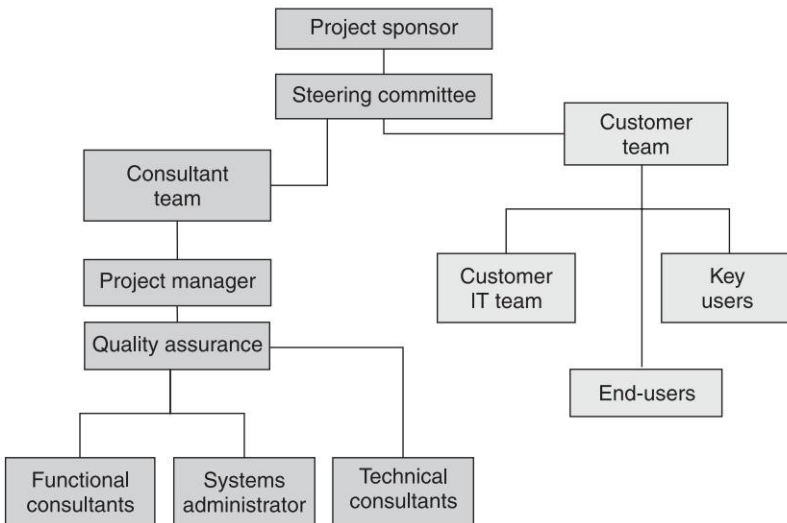 Project sponsor
Steering committee
Customer
team
Consultant
team
Project manager
Customer
IT team
Key
users
Quality assurance
End-users
Functional
consultants
Systems
administrator
Technical
consultants